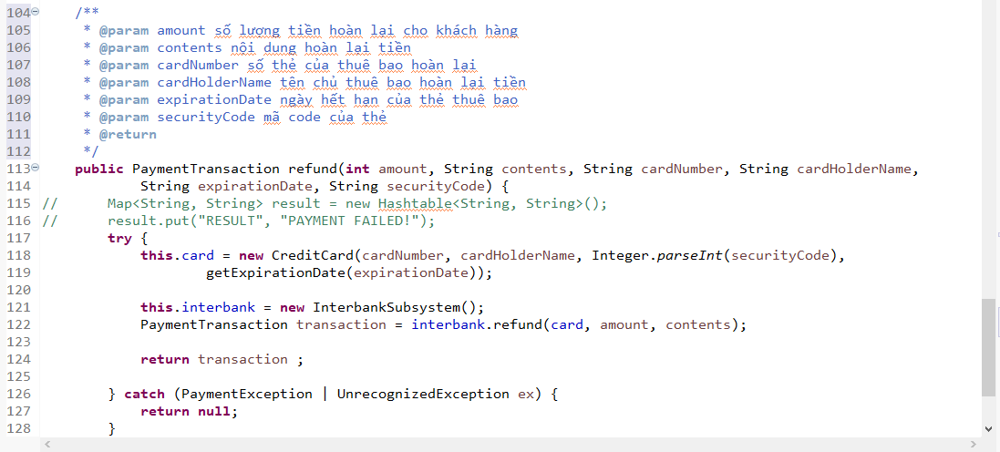 104 /**
105 * @param amount số lượng tiền hoàn lại cho khách hàng
106 * @param contents nội dung hoàn lại tiền
107 * @param cardNumber số thẻ của thuê bao hoàn lại
108 * @param cardHolderName tên chủ thuê bao hoàn lại tiền
109 * @param expirationDate ngày hết hạn của thẻ thuê bao
110 * @param securityCode mã code của thẻ
111 * @return
112 */
113 public PaymentTransaction refund(int amount, String contents, String cardNumber, String cardHolderName,
114 String expirationDate, String securityCode) {
115 // Map<String, String> result = new Hashtable<String, String>();
116 // result.put("RESULT", "PAYMENT FAILED!");
117 try {
118 this.card = new CreditCard(cardNumber, cardHolderName, Integer.parseInt(securityCode),
119 getExpirationDate(expirationDate));
120
121 this.interbank = new InterbankSubsystem();
122 PaymentTransaction transaction = interbank.refund(card, amount, contents);
123
124 return transaction ;
125
126 } catch (PaymentException | UnrecognizedException ex) {
127 return null;
128 }